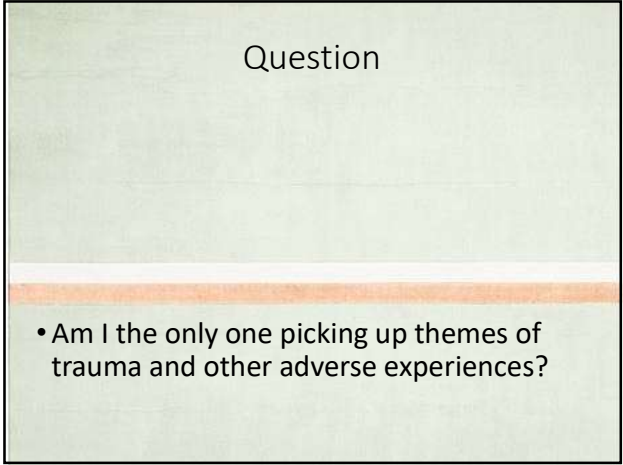 Question
• Am I the only one picking up themes of
trauma and other adverse experiences?